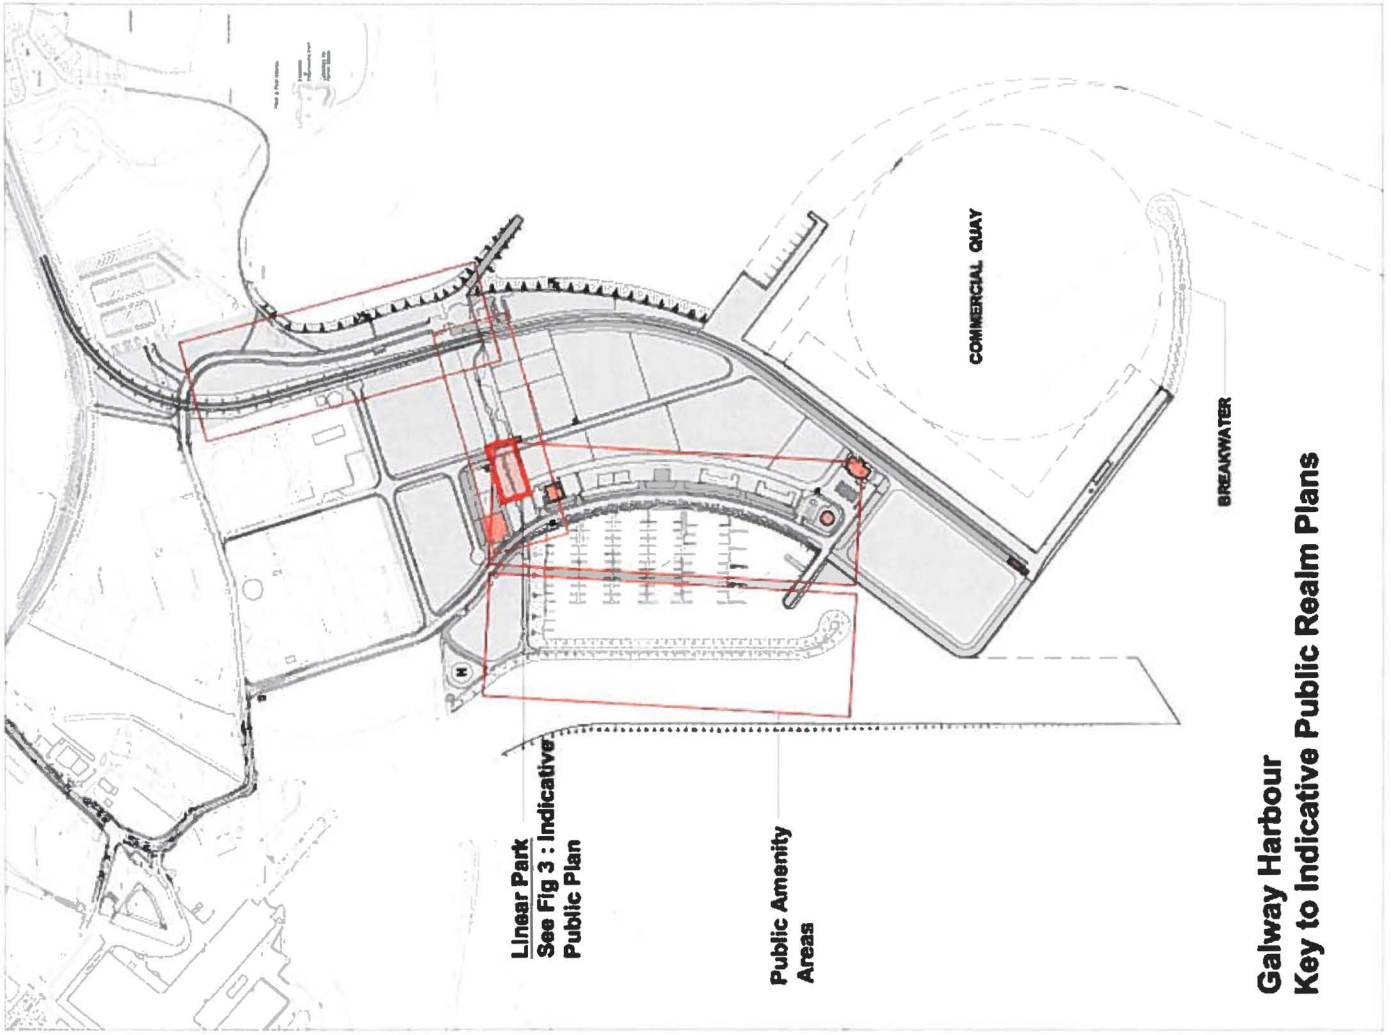 Linear Park
See Fig 3 : Indicative
Public Plan
Public Amenity
Areas
COMMERCIAL QUAY
BREAKWATER
H
Galway Harbour
Key to Indicative Public Realm Plans